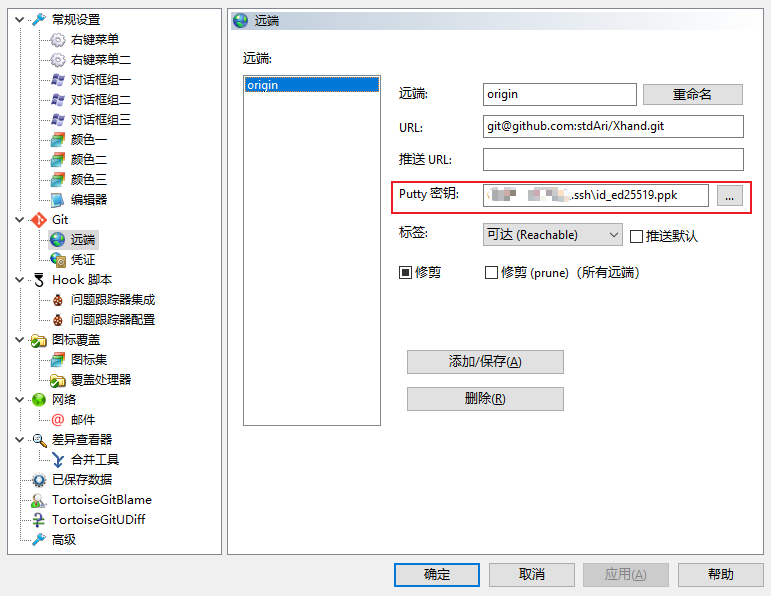 常规设置
右键菜单
右键菜单二
对话框组一
对话框组二
对话框组三
颜色一
颜色二
颜色三
编辑器
Git
远端
凭证
Hook 脚本
问题跟踪器集成
问题跟踪器配置
图标覆盖
图标集
覆盖处理器
网络
邮件
差异查看器
合并工具
已保存数据
TortoiseGitBlame
TortoiseGitUDiff
高级
远端
远端:
origin
远端: origin 重命名
URL: git@github.com:stdAri/Xhand.git
推送 URL:
Putty 密钥: .ssh\id_ed25519.ppk ...
标签: 可达 (Reachable) 推送默认
修剪 修剪 (prune)（所有远端）
添加/保存(A)
删除(R)
确定 取消 应用(A) 帮助